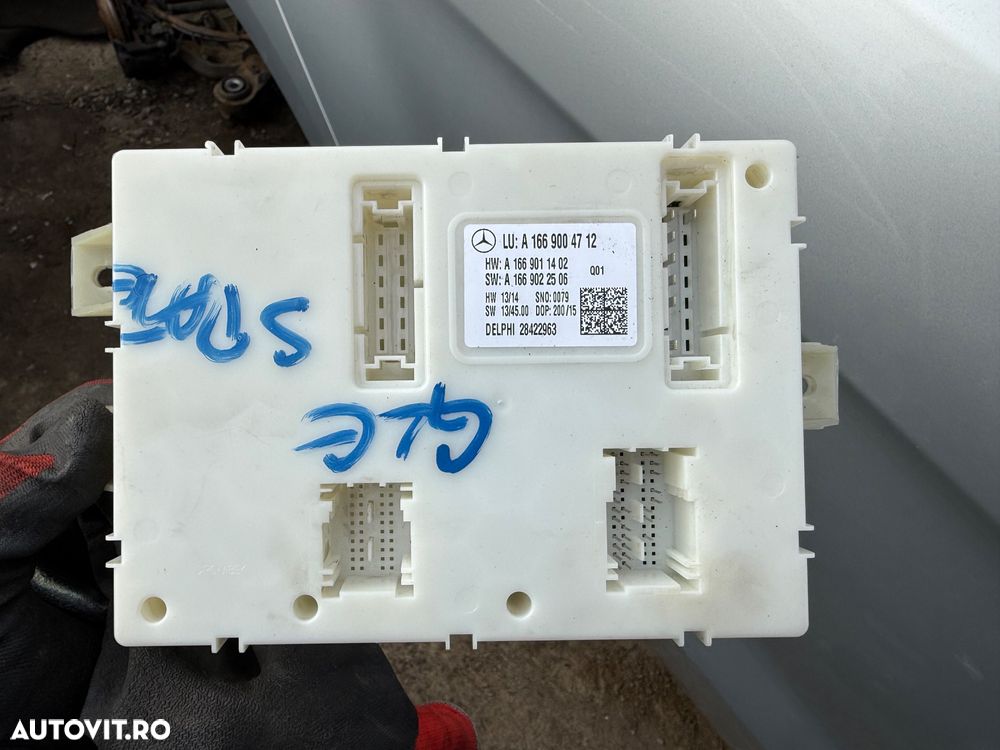 LU: A 166 900 47 12
HW: A 166 901 14 02
SW: A 166 902 25 06
Q01
HW 13/14 SNO: 0079
SW 13/45.00 DOP: 200/15
DELPHI 28422963
SPATE
GLE
AUTOVIT.RO